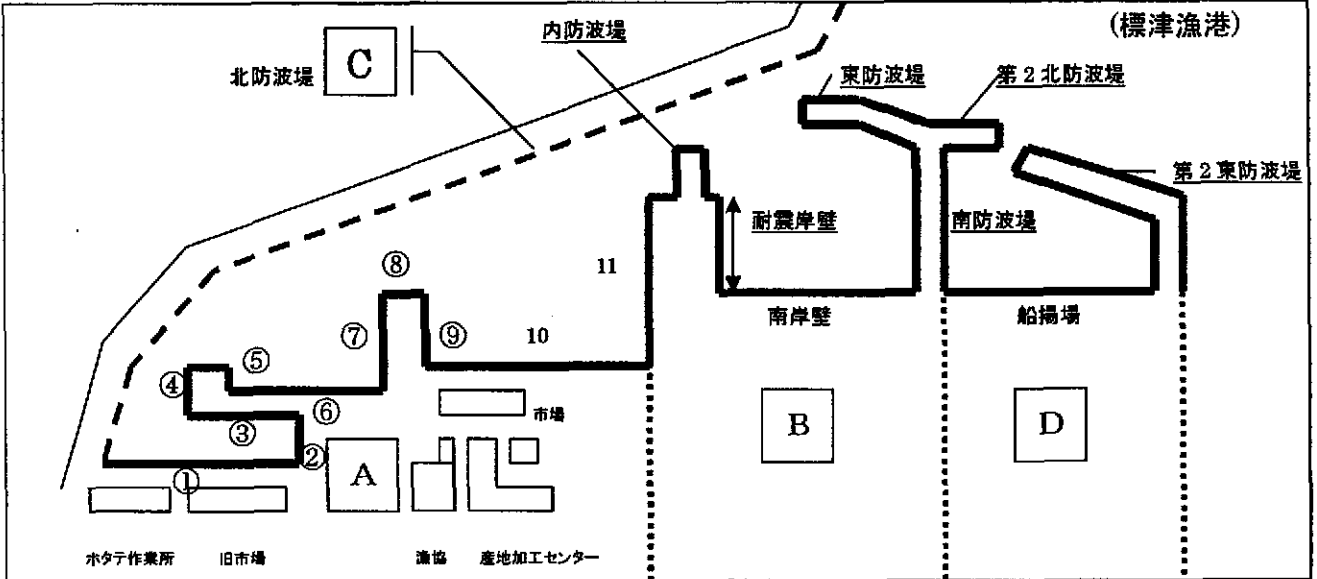 (標津漁港)
内防波堤
北防波堤
C
東防波堤
第2北防波堤
第2東防波堤
耐震岸壁
南防波堤
⑧
11
南岸壁
船揚場
⑦
⑨
10
⑤
④
⑥
市場
③
B
D
②
A
①
ホタテ作業所
旧市場
漁協
産地加工センター